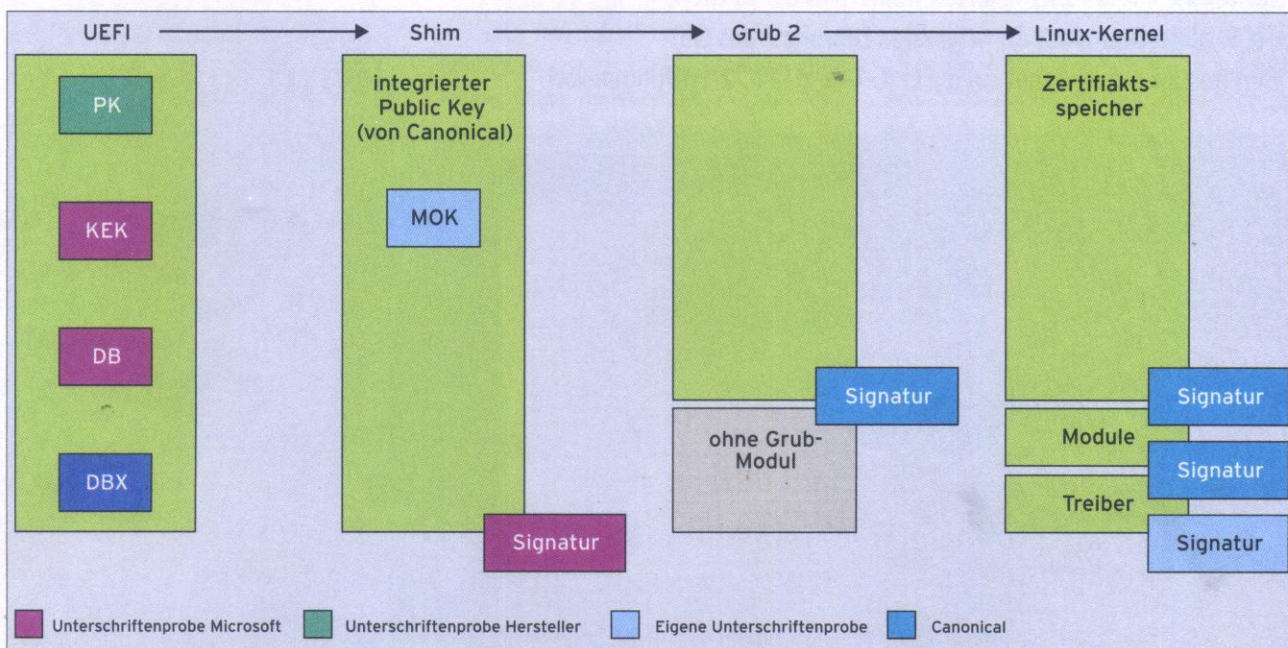 UEFI
Shim
Grub 2
Linux-Kernel
PK
KEK
DB
DBX
integrierter
Public Key
(von Canonical)
MOK
Signatur
Signatur
ohne Grub-
Modul
Zertifiakts-
speicher
Signatur
Module
Signatur
Treiber
Signatur
Unterschriftenprobe Microsoft
Unterschriftenprobe Hersteller
Eigene Unterschriftenprobe
Canonical